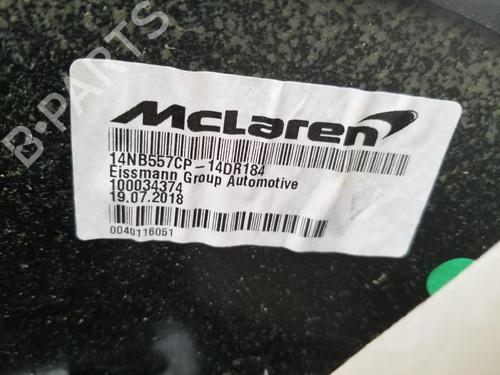 B-PARTS
McLaren
14NB557CP-14DR184
Eissmann Group Automotive
100034374
19.07.2018
0040116051